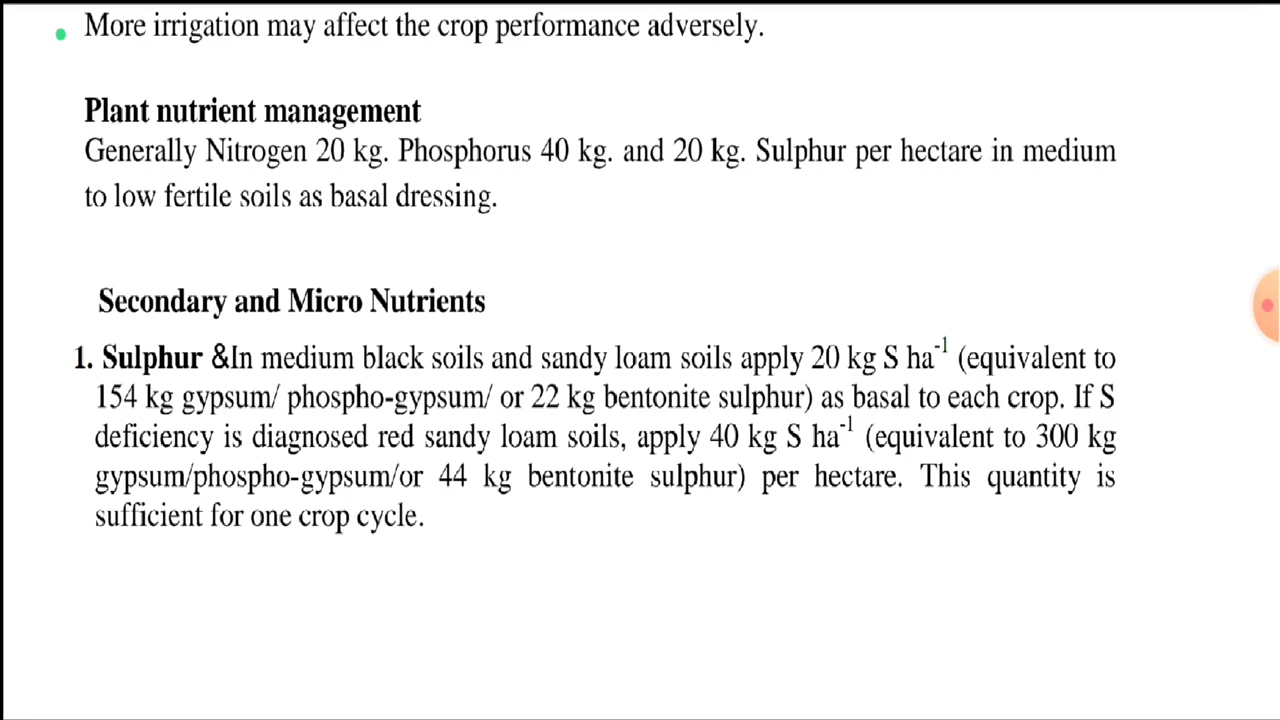 More irrigation may affect the crop performance adversely.
Plant nutrient management
Generally Nitrogen 20 kg. Phosphorus 40 kg. and 20 kg. Sulphur per hectare in medium
to low fertile soils as basal dressing.
Secondary and Micro Nutrients
1. Sulphur &In medium black soils and sandy loam soils apply 20 kg S ha⁻¹ (equivalent to
154 kg gypsum/ phospho-gypsum/ or 22 kg bentonite sulphur) as basal to each crop. If S
deficiency is diagnosed red sandy loam soils, apply 40 kg S ha⁻¹ (equivalent to 300 kg
gypsum/phospho-gypsum/or 44 kg bentonite sulphur) per hectare. This quantity is
sufficient for one crop cycle.